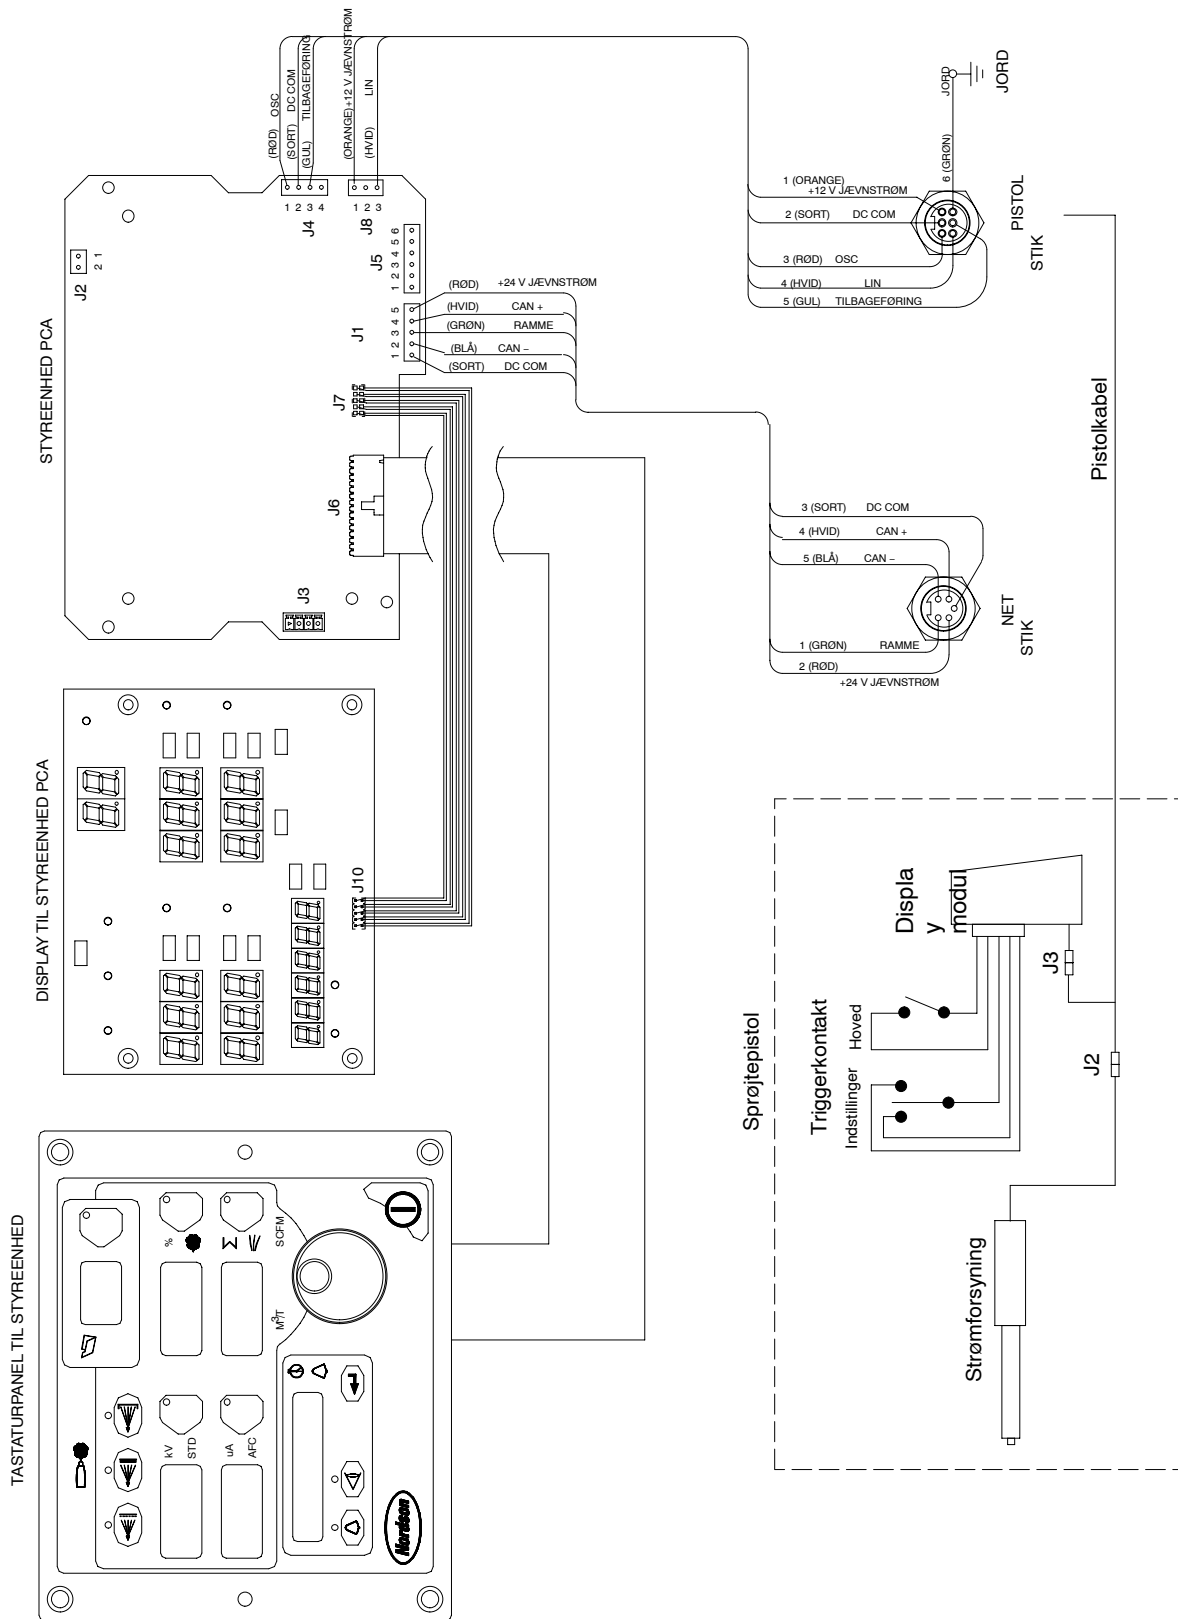 STYREENHED PCA
J2
2 1
(RØD) OSC
(SORT) DC COM
(GUL) TILBAGEFØRING
(ORANGE) +12 V JÆVNSTRØM
(HVID) LIN
1 2 3 4
J4
1 2 3
J8
J5
1 2 3 4 5 6
J1
1 2 3 4 5
(RØD) +24 V JÆVNSTRØM
(HVID) CAN +
(GRØN) RAMME
(BLÅ) CAN –
(SORT) DC COM
J7
J6
J3
1 (ORANGE)
+12 V JÆVNSTRØM
2 (SORT) DC COM
3 (RØD) OSC
4 (HVID) LIN
5 (GUL) TILBAGEFØRING
6 (GRØN) JORD
JORD
PISTOL
STIK
3 (SORT) DC COM
4 (HVID) CAN +
5 (BLÅ) CAN –
1 (GRØN) RAMME
2 (RØD)
+24 V JÆVNSTRØM
NET
STIK
Pistolkabel
DISPLAY TIL STYREENHED PCA
J10
TASTATURPANEL TIL STYREENHED
kV
STD
uA
AFC
%
SCFM
M³/T
Nordson
Sprøjtepistol
Triggerkontakt
Indstillinger
Hoved
Displa
y
modul
J3
J2
Strømforsyning